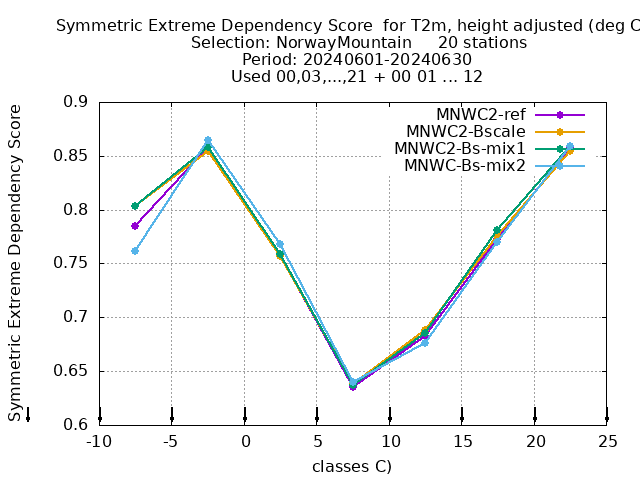 Symmetric Extreme Dependency Score for T2m, height adjusted (deg C
Selection: NorwayMountain 20 stations
Period: 20240601-20240630
Used 00,03,...,21 + 00 01 ... 12
Symmetric Extreme Dependency Score
0.9
0.85
0.8
0.75
0.7
0.65
0.6
MNWC2-ref
MNWC2-Bscale
MNWC2-Bs-mix1
MNWC-Bs-mix2
-10 -5 0 5 10 15 20 25
classes C)